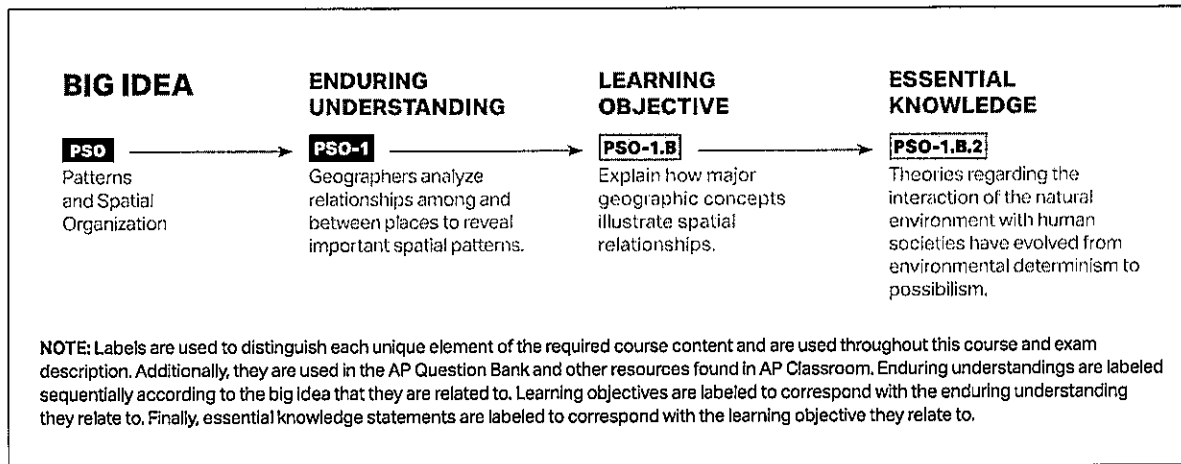 BIG IDEA
PSO
Patterns
and Spatial
Organization
ENDURING
UNDERSTANDING
PSO-1
Geographers analyze
relationships among and
between places to reveal
important spatial patterns.
LEARNING
OBJECTIVE
PSO-1.B
Explain how major
geographic concepts
illustrate spatial
relationships.
ESSENTIAL
KNOWLEDGE
PSO-1.B.2
Theories regarding the
interaction of the natural
environment with human
societies have evolved from
environmental determinism to
possibilism.
NOTE: Labels are used to distinguish each unique element of the required course content and are used throughout this course and exam
description. Additionally, they are used in the AP Question Bank and other resources found in AP Classroom. Enduring understandings are labeled
sequentially according to the big idea that they are related to. Learning objectives are labeled to correspond with the enduring understanding
they relate to. Finally, essential knowledge statements are labeled to correspond with the learning objective they relate to.